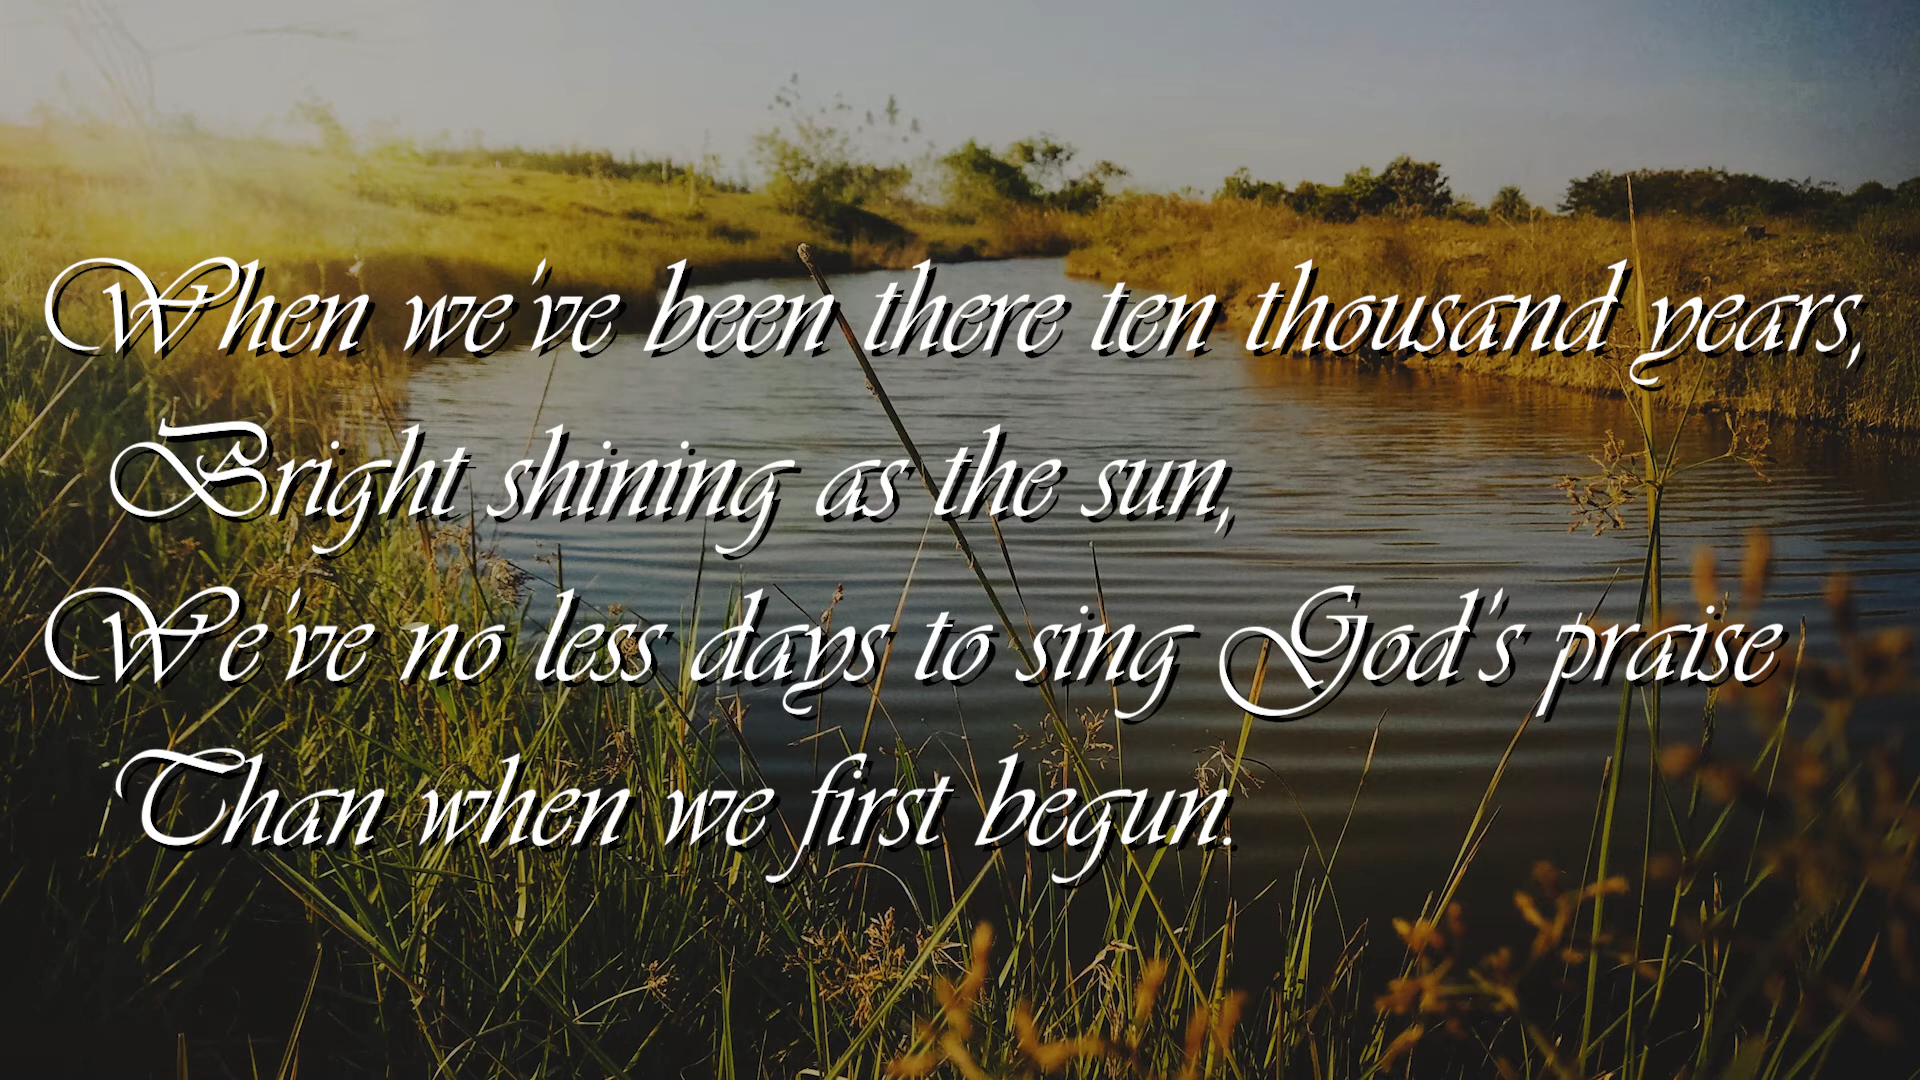 When we've been there ten thousand years,
Bright shining as the sun,
We've no less days to sing God's praise
Than when we first begun.